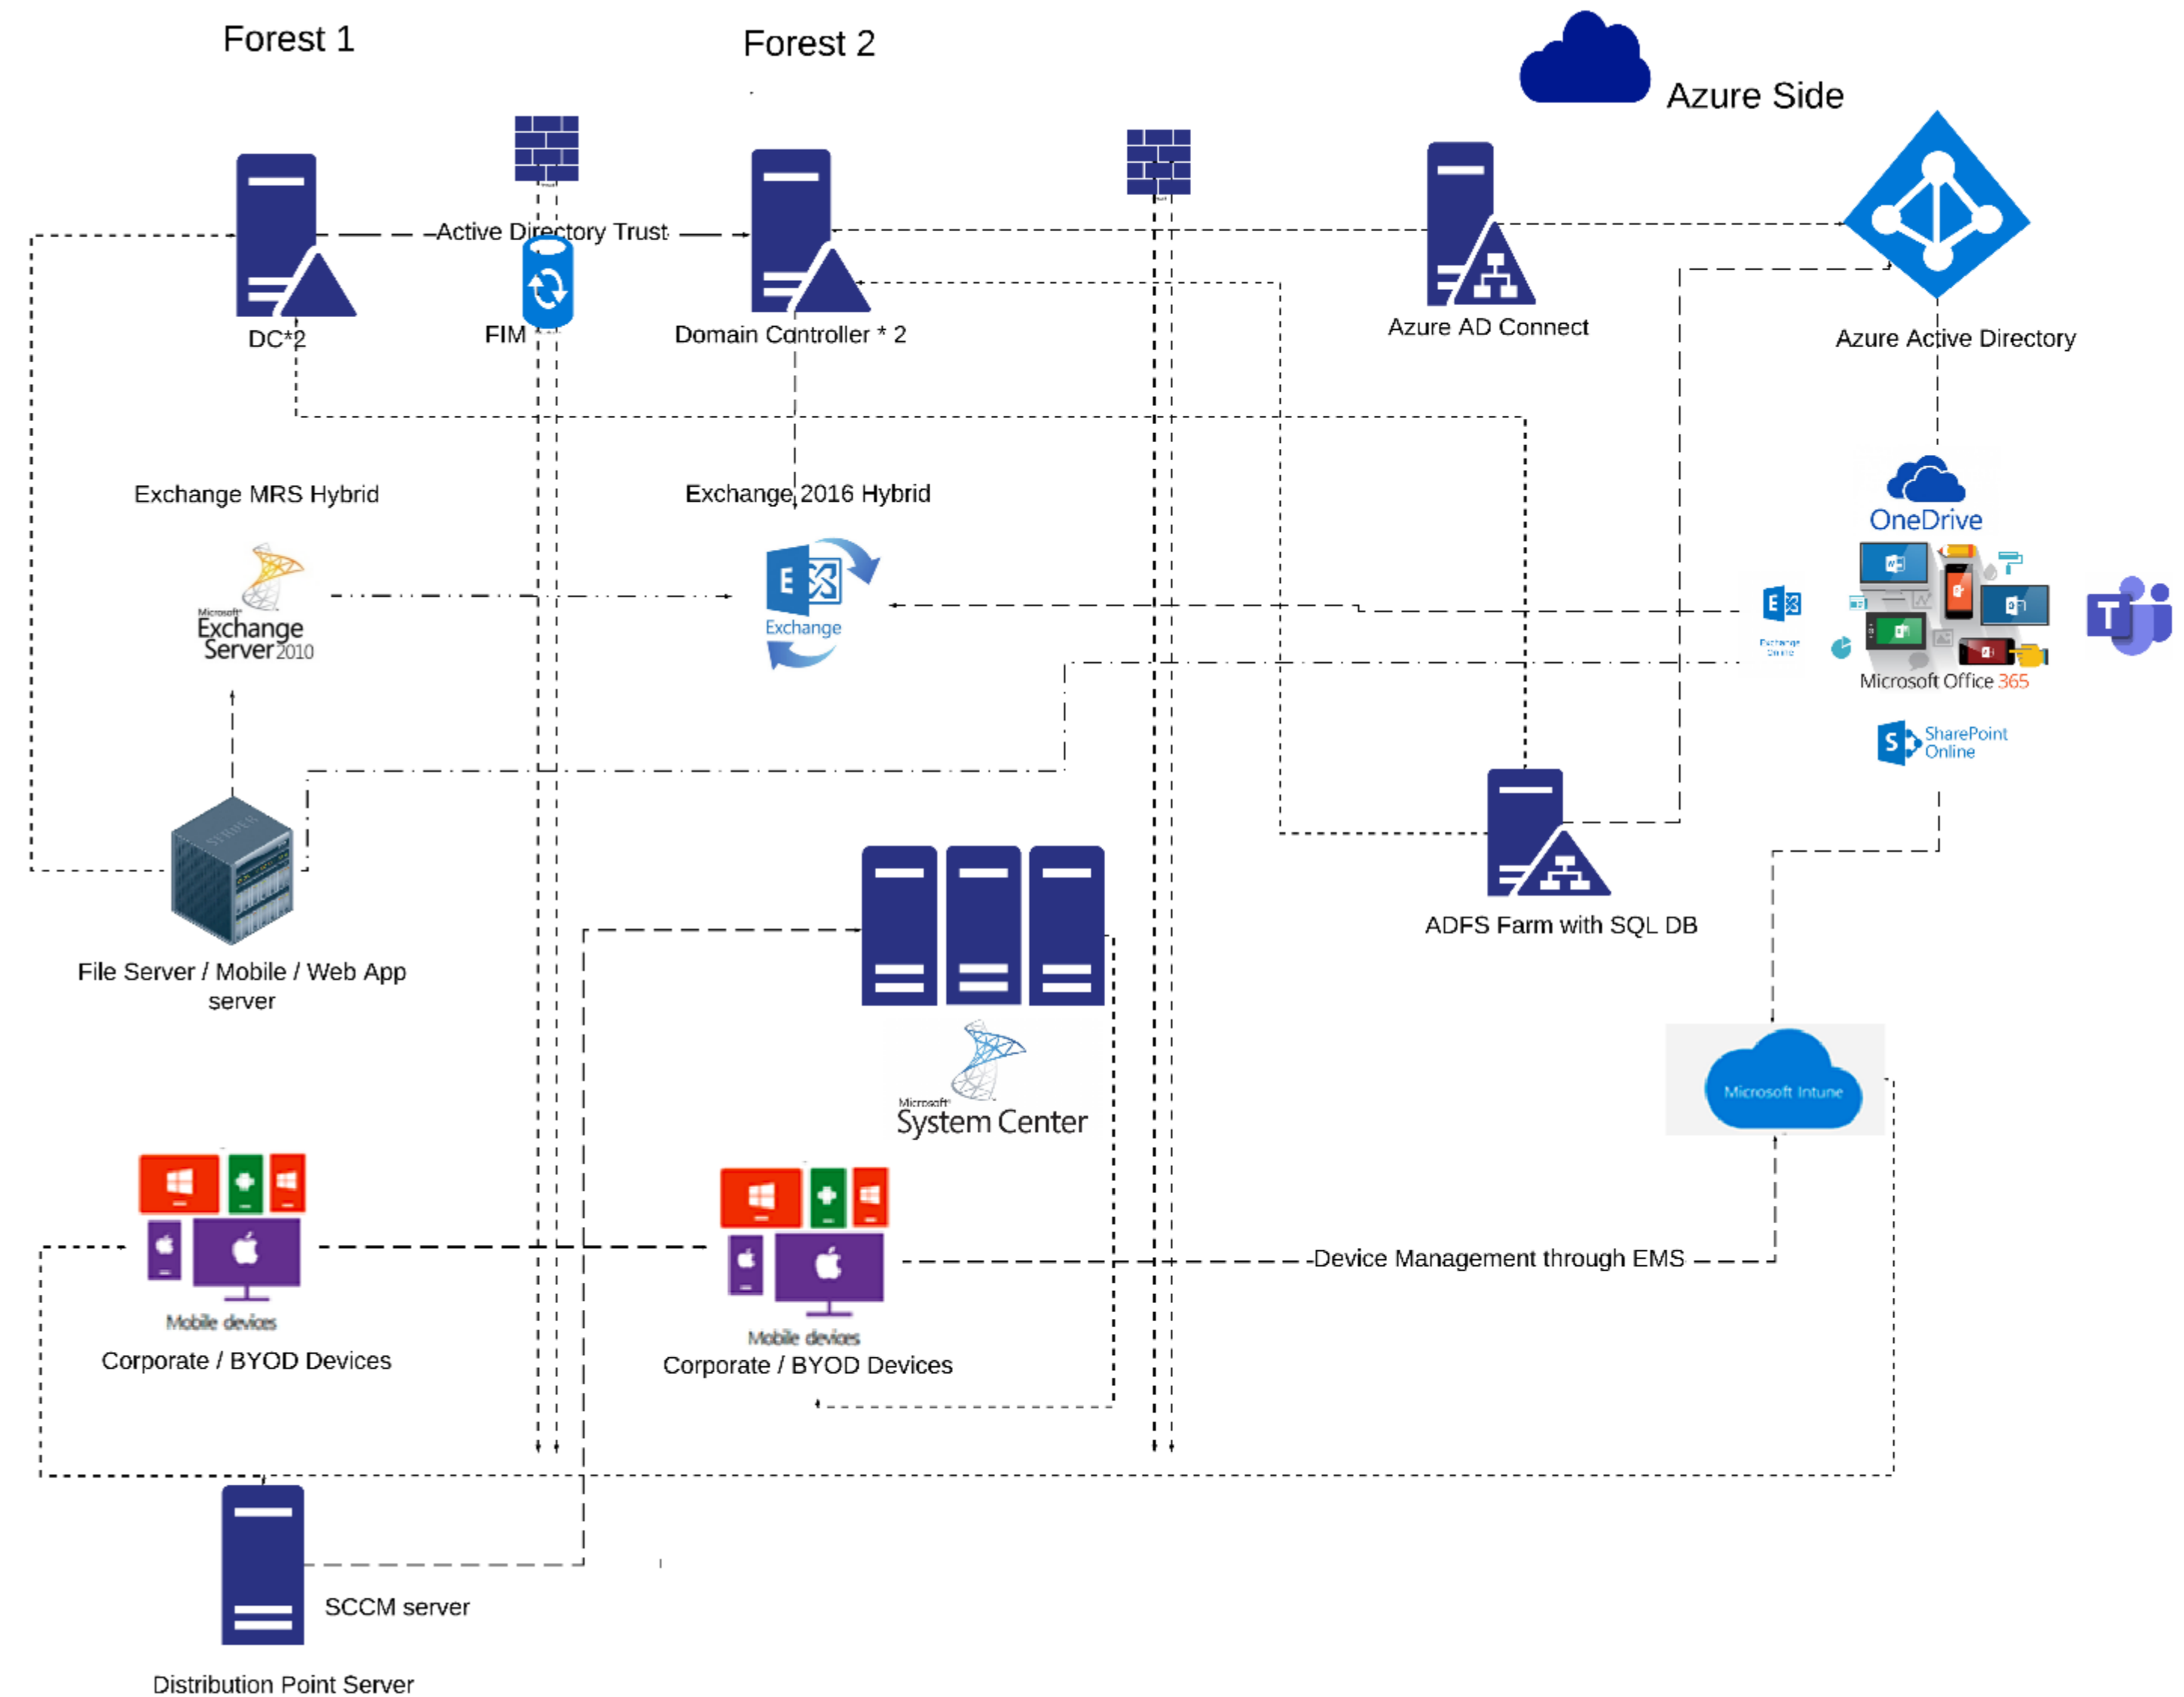 Forest 1
Forest 2
Azure Side
Active Directory Trust
DC*2
FIM
Domain Controller * 2
Azure AD Connect
Azure Active Directory
Exchange MRS Hybrid
Exchange 2016 Hybrid
OneDrive
Microsoft
Exchange
Server 2010
E
Exchange
E
Exchange
Online
T
Microsoft Office 365
S
SharePoint
Online
SERVER
File Server / Mobile / Web App
server
ADFS Farm with SQL DB
Microsoft
System Center
Microsoft Intune
Mobile devices
Corporate / BYOD Devices
Mobile devices
Corporate / BYOD Devices
Device Management through EMS
SCCM server
Distribution Point Server